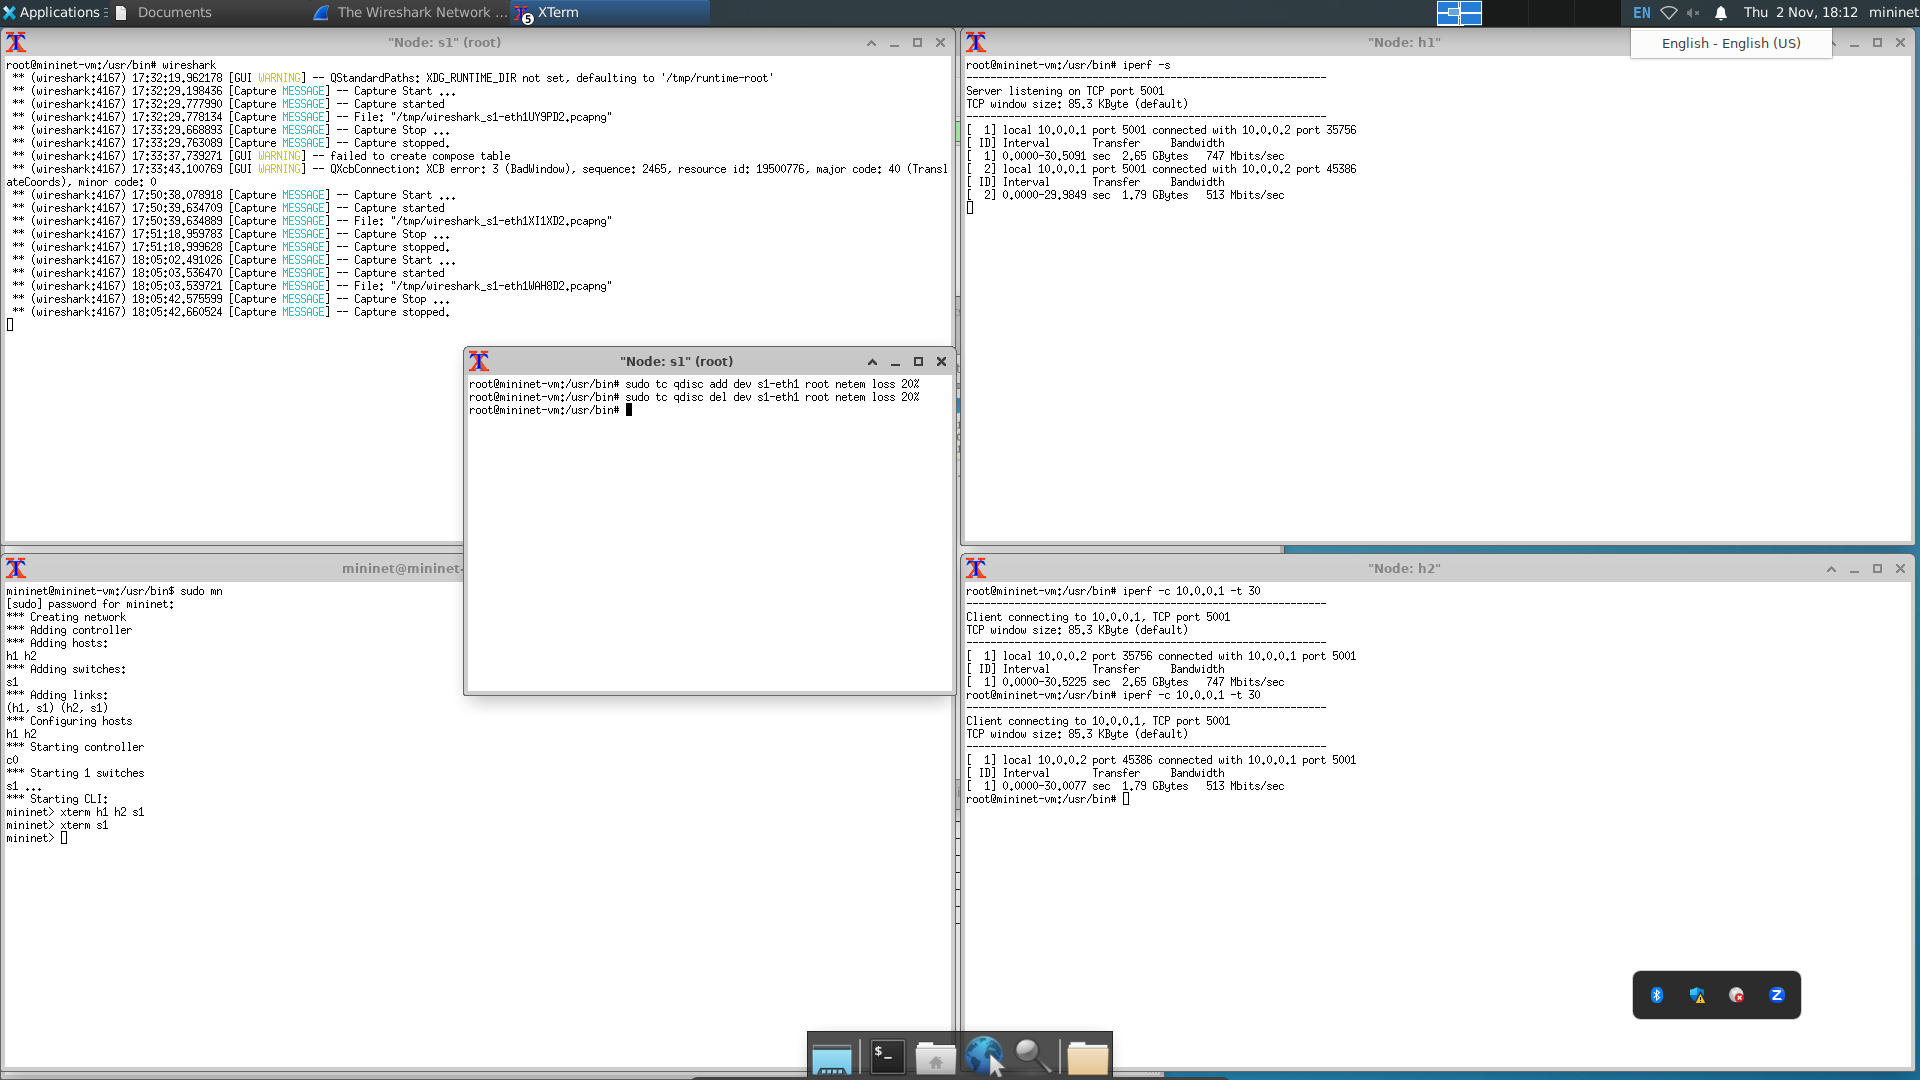 Applications
Documents
The Wireshark Network ...
5
XTerm
EN
Thu 2 Nov, 18:12
mininet
English - English (US)
"Node: s1" (root)
root@mininet-vm:/usr/bin# wireshark
** (wireshark:4167) 17:32:19.962178 [GUI WARNING] -- QStandardPaths: XDG_RUNTIME_DIR not set, defaulting to '/tmp/runtime-root'
** (wireshark:4167) 17:32:29.198436 [Capture MESSAGE] -- Capture Start ...
** (wireshark:4167) 17:32:29.777990 [Capture MESSAGE] -- Capture started
** (wireshark:4167) 17:32:29.778134 [Capture MESSAGE] -- File: "/tmp/wireshark_s1-eth1UY9PD2.pcapng"
** (wireshark:4167) 17:33:29.668893 [Capture MESSAGE] -- Capture Stop ...
** (wireshark:4167) 17:33:29.763089 [Capture MESSAGE] -- Capture stopped.
** (wireshark:4167) 17:33:37.739271 [GUI WARNING] -- failed to create compose table
** (wireshark:4167) 17:33:43.100769 [GUI WARNING] -- QXcbConnection: XCB error: 3 (BadWindow), sequence: 2465, resource id: 19500776, major code: 40 (Transl
ateCoords), minor code: 0
** (wireshark:4167) 17:50:38.078918 [Capture MESSAGE] -- Capture Start ...
** (wireshark:4167) 17:50:39.634709 [Capture MESSAGE] -- Capture started
** (wireshark:4167) 17:50:39.634889 [Capture MESSAGE] -- File: "/tmp/wireshark_s1-eth1XI1XD2.pcapng"
** (wireshark:4167) 17:51:18.959783 [Capture MESSAGE] -- Capture Stop ...
** (wireshark:4167) 17:51:18.999628 [Capture MESSAGE] -- Capture stopped.
** (wireshark:4167) 18:05:02.491026 [Capture MESSAGE] -- Capture Start ...
** (wireshark:4167) 18:05:03.536470 [Capture MESSAGE] -- Capture started
** (wireshark:4167) 18:05:03.539721 [Capture MESSAGE] -- File: "/tmp/wireshark_s1-eth1WAH8D2.pcapng"
** (wireshark:4167) 18:05:42.575599 [Capture MESSAGE] -- Capture Stop ...
** (wireshark:4167) 18:05:42.660524 [Capture MESSAGE] -- Capture stopped.
"Node: h1"
root@mininet-vm:/usr/bin# iperf -s
------------------------------------------------------------
Server listening on TCP port 5001
TCP window size: 85.3 KByte (default)
------------------------------------------------------------
[  1] local 10.0.0.1 port 5001 connected with 10.0.0.2 port 35756
[ ID] Interval       Transfer     Bandwidth
[  1] 0.0000-30.5091 sec  2.65 GBytes   747 Mbits/sec
[  2] local 10.0.0.1 port 5001 connected with 10.0.0.2 port 45386
[ ID] Interval       Transfer     Bandwidth
[  2] 0.0000-29.9849 sec  1.79 GBytes   513 Mbits/sec
"Node: s1" (root)
root@mininet-vm:/usr/bin# sudo tc qdisc add dev s1-eth1 root netem loss 20%
root@mininet-vm:/usr/bin# sudo tc qdisc del dev s1-eth1 root netem loss 20%
root@mininet-vm:/usr/bin#
mininet@mininet-
mininet@mininet-vm:/usr/bin$ sudo mn
[sudo] password for mininet:
*** Creating network
*** Adding controller
*** Adding hosts:
h1 h2
*** Adding switches:
s1
*** Adding links:
(h1, s1) (h2, s1)
*** Configuring hosts
h1 h2
*** Starting controller
c0
*** Starting 1 switches
s1 ...
*** Starting CLI:
mininet> xterm h1 h2 s1
mininet> xterm s1
mininet>
"Node: h2"
root@mininet-vm:/usr/bin# iperf -c 10.0.0.1 -t 30
------------------------------------------------------------
Client connecting to 10.0.0.1, TCP port 5001
TCP window size: 85.3 KByte (default)
------------------------------------------------------------
[  1] local 10.0.0.2 port 35756 connected with 10.0.0.1 port 5001
[ ID] Interval       Transfer     Bandwidth
[  1] 0.0000-30.5225 sec  2.65 GBytes   747 Mbits/sec
root@mininet-vm:/usr/bin# iperf -c 10.0.0.1 -t 30
------------------------------------------------------------
Client connecting to 10.0.0.1, TCP port 5001
TCP window size: 85.3 KByte (default)
------------------------------------------------------------
[  1] local 10.0.0.2 port 45386 connected with 10.0.0.1 port 5001
[ ID] Interval       Transfer     Bandwidth
[  1] 0.0000-30.0077 sec  1.79 GBytes   513 Mbits/sec
root@mininet-vm:/usr/bin#
$_
Z